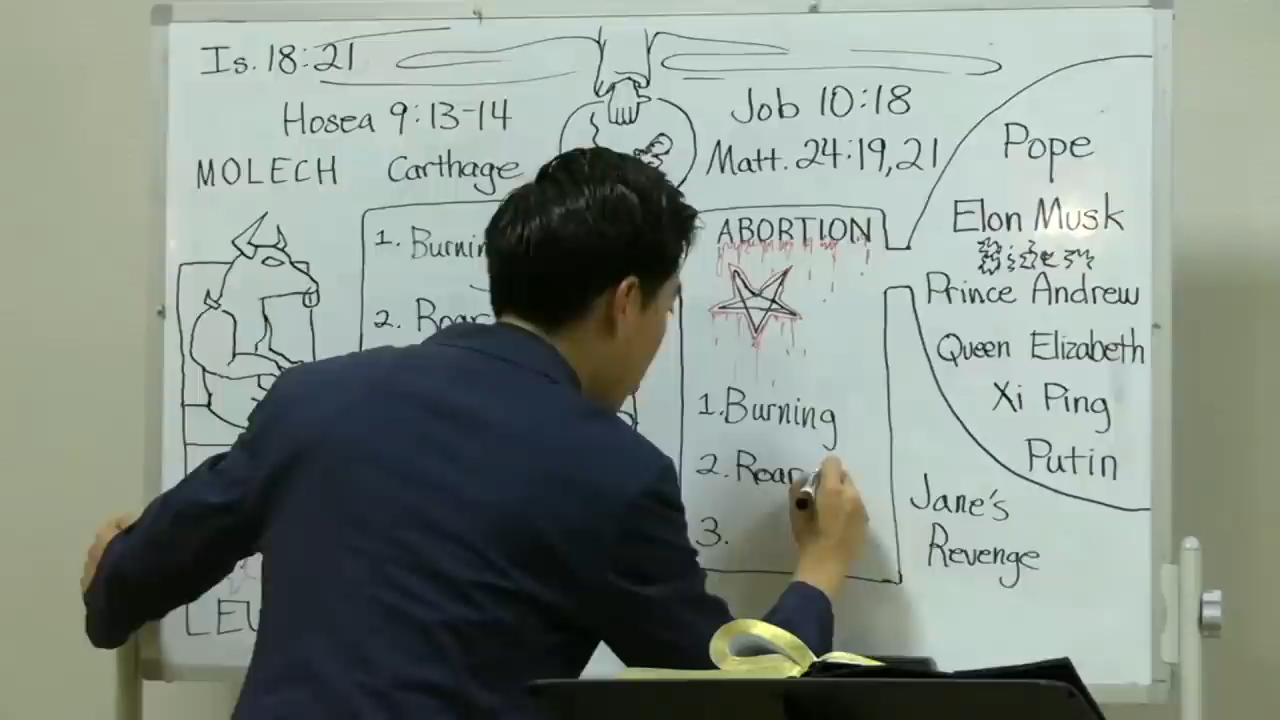 Is. 18:21
Hosea 9:13-14
MOLECH Carthage
1. Burnin
2. Roar
Job 10:18
Matt. 24:19,21
ABORTION
1. Burning
2. Roar
3.
Pope
Elon Musk
Prince Andrew
Queen Elizabeth
Xi Ping
Putin
Jane's
Revenge
LEV